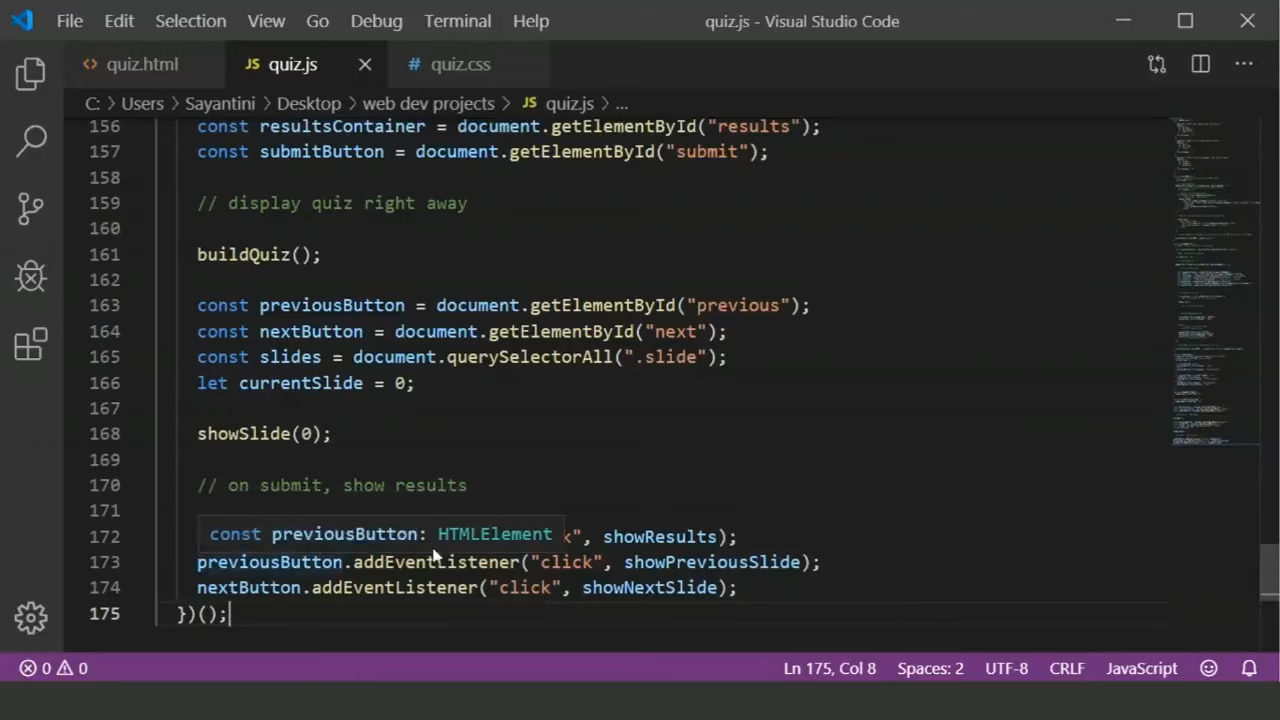 File Edit Selection View Go Debug Terminal Help quiz.js - Visual Studio Code
quiz.html JS quiz.js # quiz.css
C: > Users > Sayantini > Desktop > web dev projects > JS quiz.js > ...
156 const resultsContainer = document.getElementById("results");
157 const submitButton = document.getElementById("submit");
158
159 // display quiz right away
160
161 buildQuiz();
162
163 const previousButton = document.getElementById("previous");
164 const nextButton = document.getElementById("next");
165 const slides = document.querySelectorAll(".slide");
166 let currentSlide = 0;
167
168 showSlide(0);
169
170 // on submit, show results
171
const previousButton: HTMLElement
172 k", showResults);
173 previousButton.addEventListener("click", showPreviousSlide);
174 nextButton.addEventListener("click", showNextSlide);
175 })();
0 0 Ln 175, Col 8 Spaces: 2 UTF-8 CRLF JavaScript